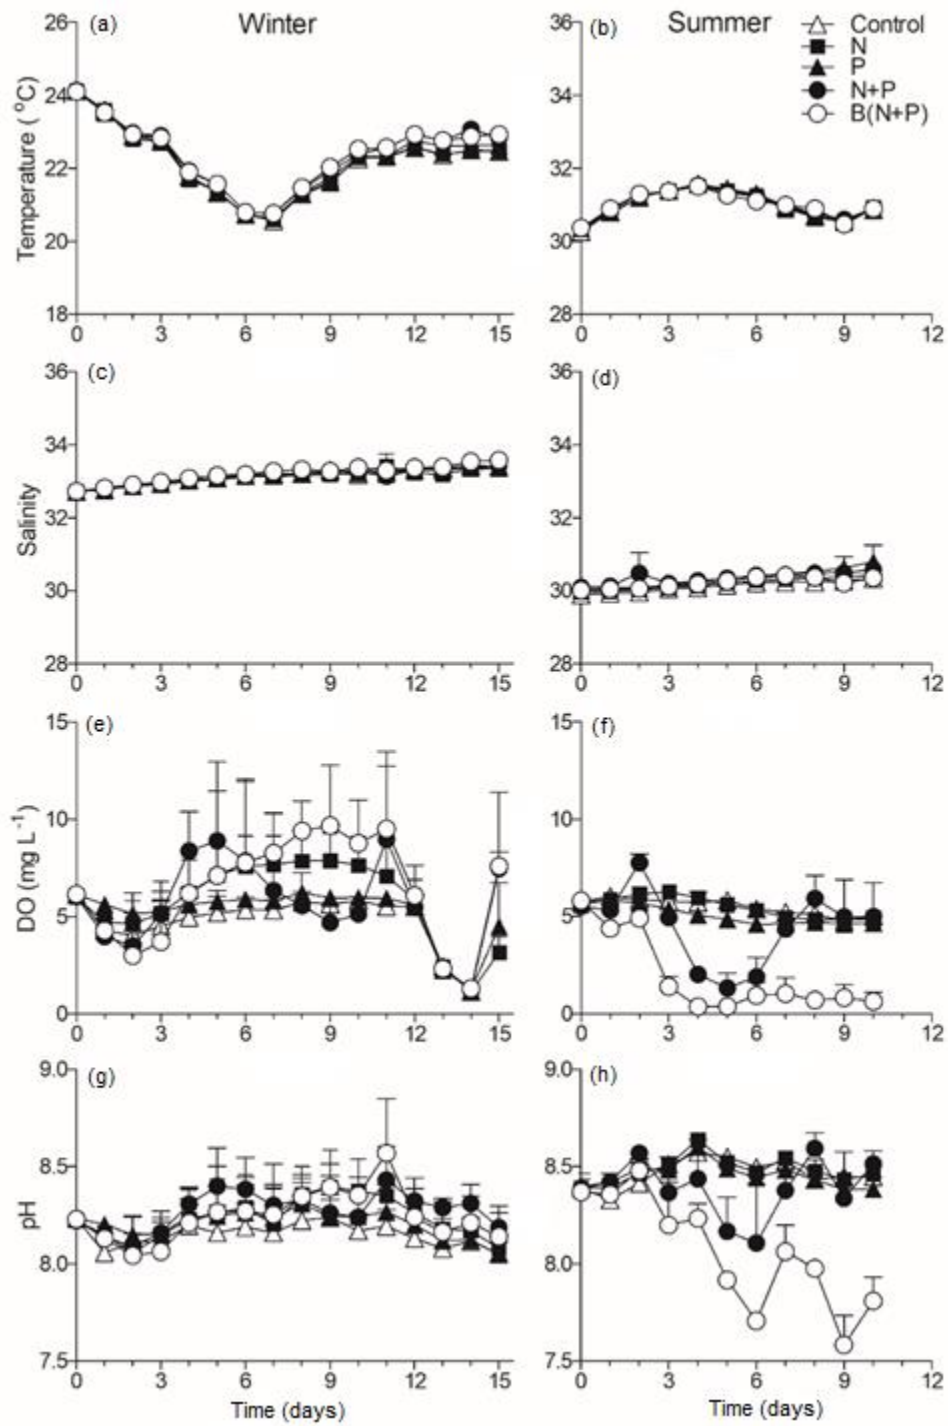 (a) Winter
26
24
22
20
18
Temperature ( °C)
0 3 6 9 12 15
(b) Summer
36
34
32
30
28
0 3 6 9 12
Control
N
P
N+P
B(N+P)
(c)
36
34
32
30
28
Salinity
0 3 6 9 12 15
(d)
36
34
32
30
28
0 3 6 9 12
(e)
15
10
5
0
DO (mg L⁻¹)
0 3 6 9 12 15
(f)
15
10
5
0
0 3 6 9 12
(g)
9.0
8.5
8.0
7.5
pH
0 3 6 9 12 15
Time (days)
(h)
9.0
8.5
8.0
7.5
0 3 6 9 12
Time (days)